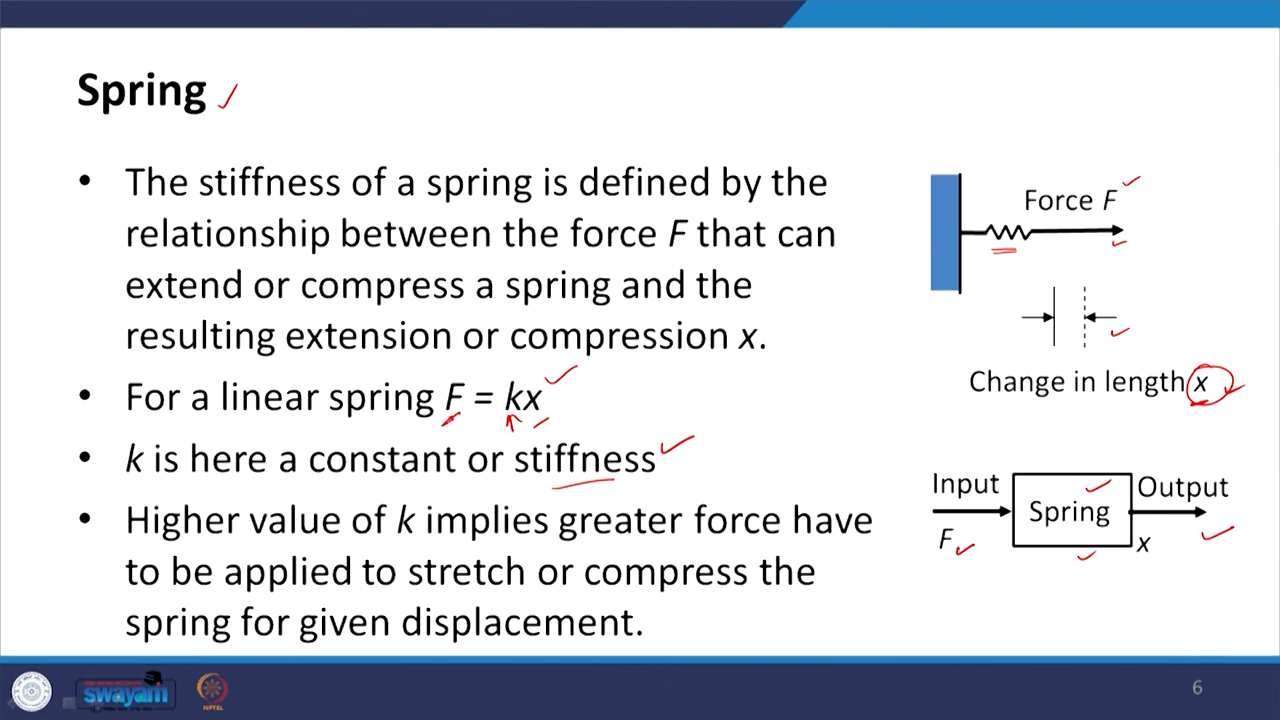 Spring
• The stiffness of a spring is defined by the
relationship between the force F that can
extend or compress a spring and the
resulting extension or compression x.
• For a linear spring F = kx
• k is here a constant or stiffness
• Higher value of k implies greater force have
to be applied to stretch or compress the
spring for given displacement.
Force F
Change in length x
Input
F
Spring
Output
x
swayam
NPTEL
6